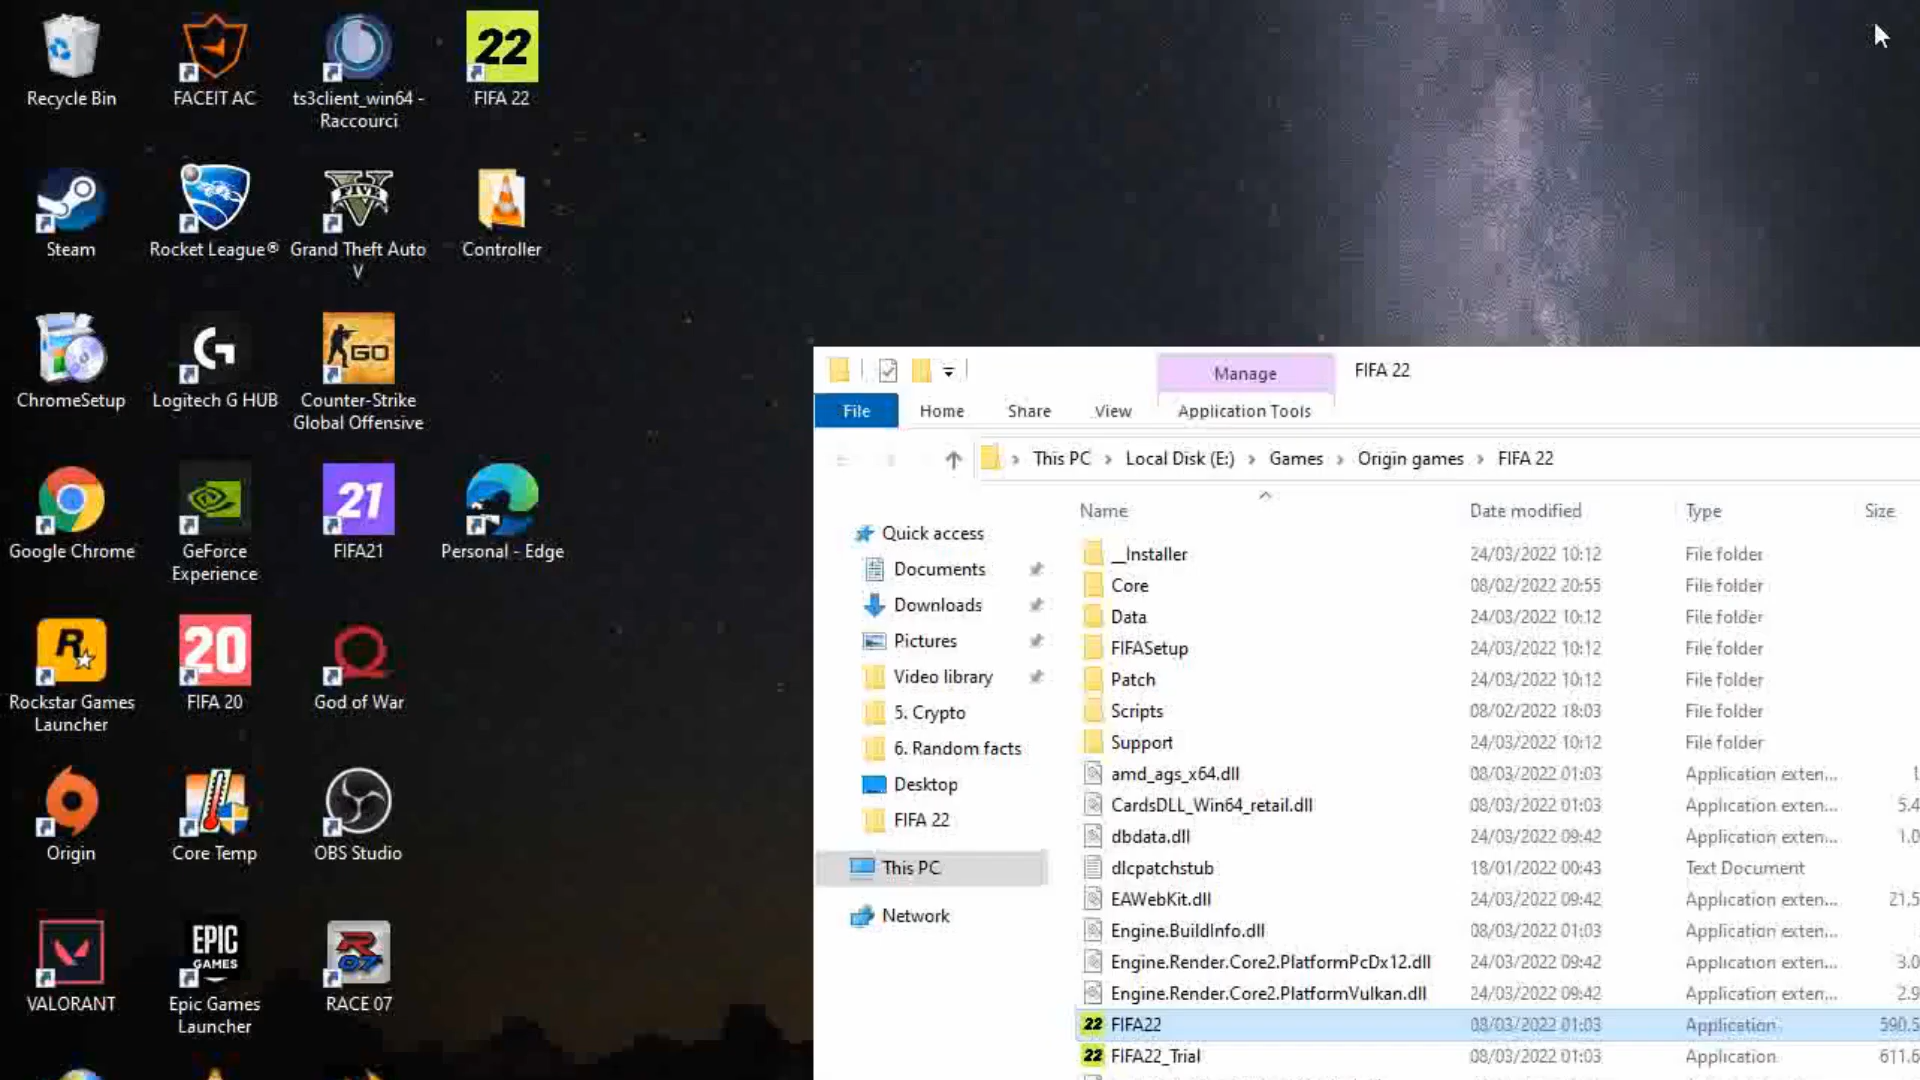 Recycle Bin
FACEIT AC
ts3client_win64 -
Raccourci
22
FIFA 22
Steam
Rocket League®
FIVE
Grand Theft Auto
V
Controller
ChromeSetup
Logitech G HUB
GO
Counter-Strike
Global Offensive
Google Chrome
GeForce
Experience
21
FIFA21
Personal - Edge
R
Rockstar Games
Launcher
20
FIFA 20
God of War
Origin
Core Temp
OBS Studio
VALORANT
EPIC
GAMES
Epic Games
Launcher
R
07
RACE 07
Manage
FIFA 22
File
Home
Share
View
Application Tools
This PC
Local Disk (E:)
Games
Origin games
FIFA 22
Name
Date modified
Type
Size
Quick access
Documents
Downloads
Pictures
Video library
5. Crypto
6. Random facts
Desktop
FIFA 22
This PC
Network
__Installer 24/03/2022 10:12 File folder
Core 08/02/2022 20:55 File folder
Data 24/03/2022 10:12 File folder
FIFASetup 24/03/2022 10:12 File folder
Patch 24/03/2022 10:12 File folder
Scripts 08/02/2022 18:03 File folder
Support 24/03/2022 10:12 File folder
amd_ags_x64.dll 08/03/2022 01:03 Application exten... 1
CardsDLL_Win64_retail.dll 08/03/2022 01:03 Application exten... 5.4
dbdata.dll 24/03/2022 09:42 Application exten... 1.0
dlcpatchstub 18/01/2022 00:43 Text Document
EAWebKit.dll 24/03/2022 09:42 Application exten... 21.5
Engine.BuildInfo.dll 08/03/2022 01:03 Application exten...
Engine.Render.Core2.PlatformPcDx12.dll 24/03/2022 09:42 Application exten... 3.0
Engine.Render.Core2.PlatformVulkan.dll 24/03/2022 09:42 Application exten... 2.9
22 FIFA22 08/03/2022 01:03 Application 590.5
22 FIFA22_Trial 08/03/2022 01:03 Application 611.6